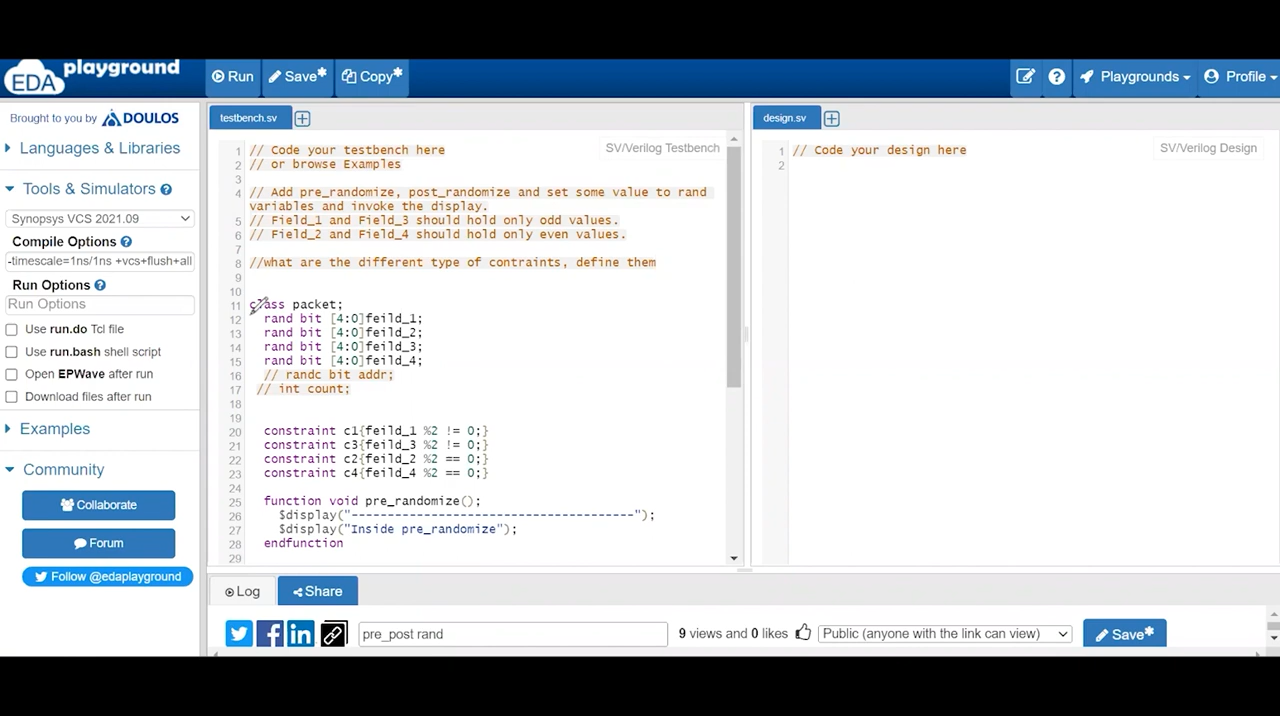 EDA playground
Run
Save*
Copy*
Playgrounds
Profile
Brought to you by DOULOS
Languages & Libraries
Tools & Simulators
Synopsys VCS 2021.09
Compile Options
-timescale=1ns/1ns +vcs+flush+all
Run Options
Run Options
Use run.do Tcl file
Use run.bash shell script
Open EPWave after run
Download files after run
Examples
Community
Collaborate
Forum
Follow @edaplayground
testbench.sv
SV/Verilog Testbench
1 // Code your testbench here
2 // or browse Examples
3
4 // Add pre_randomize, post_randomize and set some value to rand
variables and invoke the display.
5 // Field_1 and Field_3 should hold only odd values.
6 // Field_2 and Field_4 should hold only even values.
7
8 //what are the different type of contraints, define them
9
10
11 class packet;
12 rand bit [4:0]feild_1;
13 rand bit [4:0]feild_2;
14 rand bit [4:0]feild_3;
15 rand bit [4:0]feild_4;
16 // randc bit addr;
17 // int count;
18
19
20 constraint c1{feild_1 %2 != 0;}
21 constraint c3{feild_3 %2 != 0;}
22 constraint c2{feild_2 %2 == 0;}
23 constraint c4{feild_4 %2 == 0;}
24
25 function void pre_randomize();
26 $display("---------------------------------------");
27 $display("Inside pre_randomize");
28 endfunction
29
design.sv
SV/Verilog Design
1 // Code your design here
2
Log
Share
pre_post rand
9 views and 0 likes
Public (anyone with the link can view)
Save*